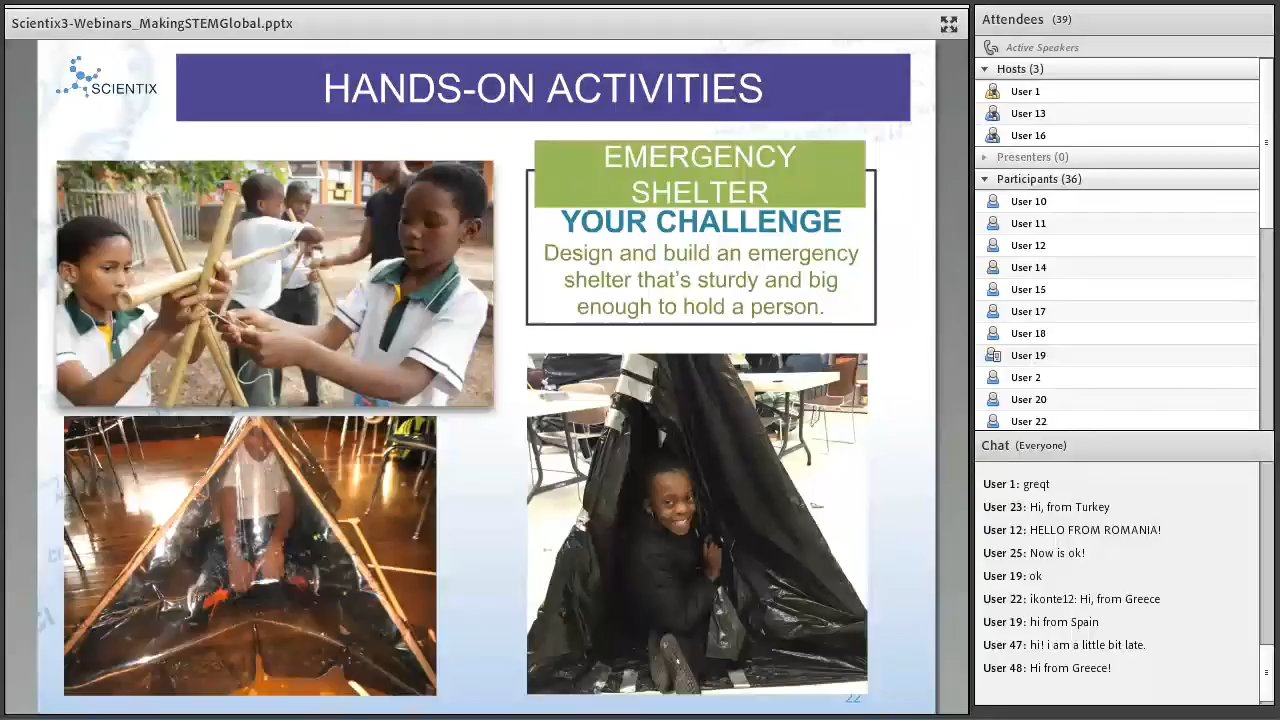 Scientix3-Webinars_MakingSTEMGlobal.pptx
SCIENTIX
HANDS-ON ACTIVITIES
EMERGENCY
SHELTER
YOUR CHALLENGE
Design and build an emergency
shelter that’s sturdy and big
enough to hold a person.
22
Attendees (39)
Active Speakers
Hosts (3)
User 1
User 13
User 16
Presenters (0)
Participants (36)
User 10
User 11
User 12
User 14
User 15
User 17
User 18
User 19
User 2
User 20
User 22
Chat (Everyone)
User 1: greqt
User 23: Hi, from Turkey
User 12: HELLO FROM ROMANIA!
User 25: Now is ok!
User 19: ok
User 22: ikonte12: Hi, from Greece
User 19: hi from Spain
User 47: hi! i am a little bit late.
User 48: Hi from Greece!